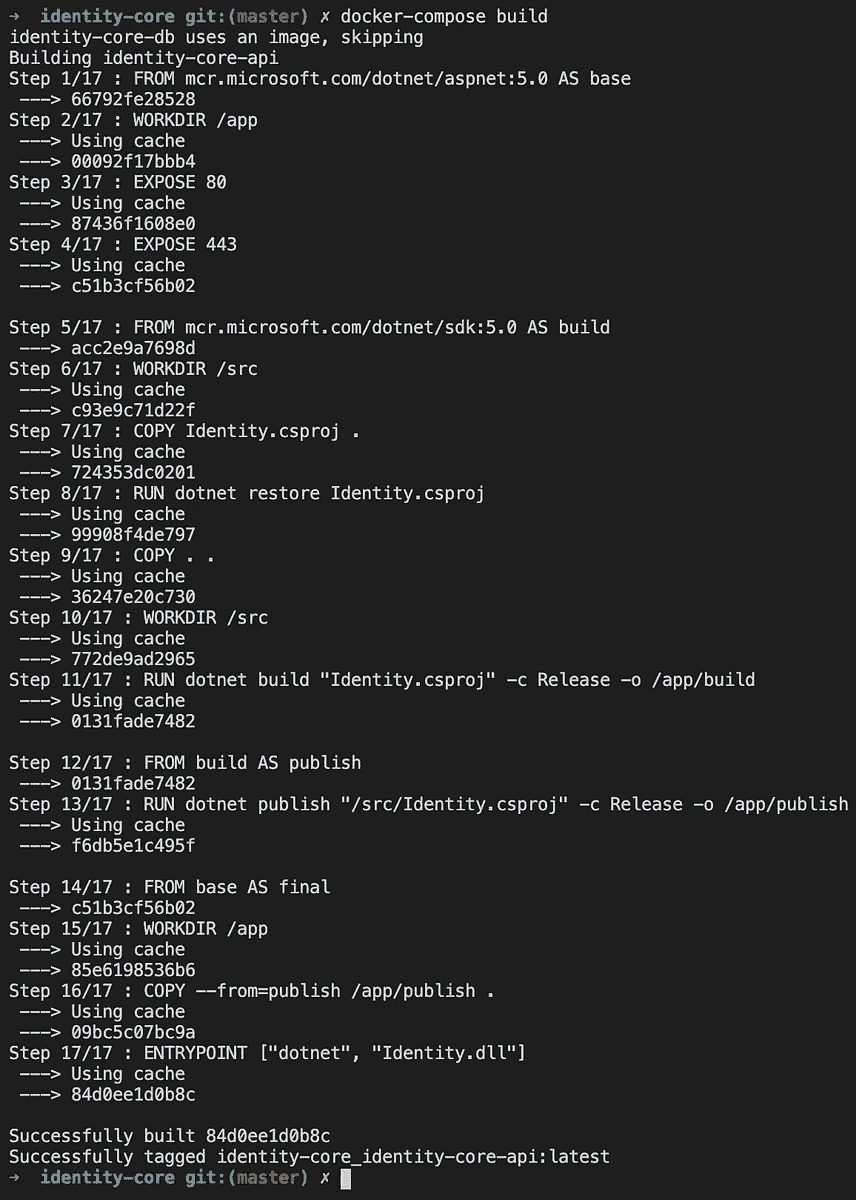 →  identity-core git:(master) ✗ docker-compose build
identity-core-db uses an image, skipping
Building identity-core-api
Step 1/17 : FROM mcr.microsoft.com/dotnet/aspnet:5.0 AS base
 ---> 66792fe28528
Step 2/17 : WORKDIR /app
 ---> Using cache
 ---> 00092f17bbb4
Step 3/17 : EXPOSE 80
 ---> Using cache
 ---> 87436f1608e0
Step 4/17 : EXPOSE 443
 ---> Using cache
 ---> c51b3cf56b02

Step 5/17 : FROM mcr.microsoft.com/dotnet/sdk:5.0 AS build
 ---> acc2e9a7698d
Step 6/17 : WORKDIR /src
 ---> Using cache
 ---> c93e9c71d22f
Step 7/17 : COPY Identity.csproj .
 ---> Using cache
 ---> 724353dc0201
Step 8/17 : RUN dotnet restore Identity.csproj
 ---> Using cache
 ---> 99908f4de797
Step 9/17 : COPY . .
 ---> Using cache
 ---> 36247e20c730
Step 10/17 : WORKDIR /src
 ---> Using cache
 ---> 772de9ad2965
Step 11/17 : RUN dotnet build "Identity.csproj" -c Release -o /app/build
 ---> Using cache
 ---> 0131fade7482

Step 12/17 : FROM build AS publish
 ---> 0131fade7482
Step 13/17 : RUN dotnet publish "/src/Identity.csproj" -c Release -o /app/publish
 ---> Using cache
 ---> f6db5e1c495f

Step 14/17 : FROM base AS final
 ---> c51b3cf56b02
Step 15/17 : WORKDIR /app
 ---> Using cache
 ---> 85e6198536b6
Step 16/17 : COPY --from=publish /app/publish .
 ---> Using cache
 ---> 09bc5c07bc9a
Step 17/17 : ENTRYPOINT ["dotnet", "Identity.dll"]
 ---> Using cache
 ---> 84d0ee1d0b8c

Successfully built 84d0ee1d0b8c
Successfully tagged identity-core_identity-core-api:latest
→  identity-core git:(master) ✗